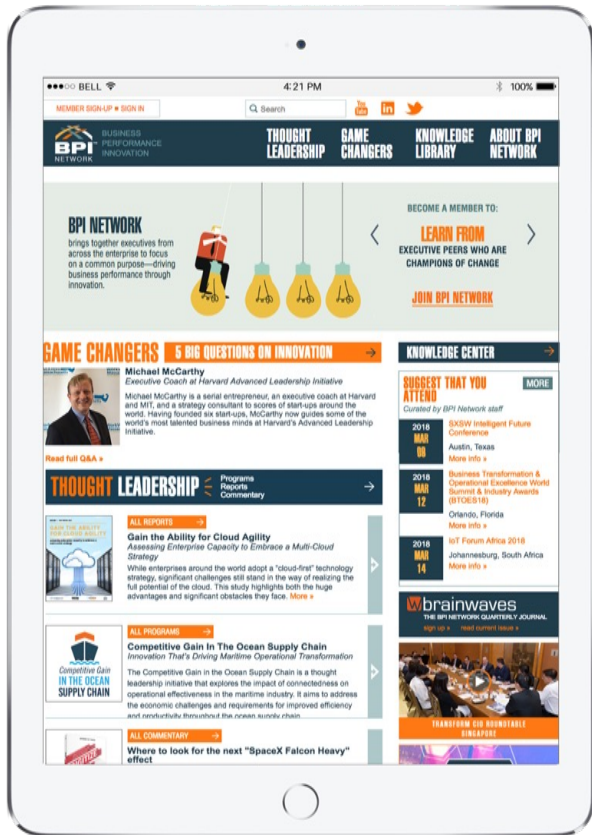 BELL
4:21 PM
100%
MEMBER SIGN-UP ■ SIGN IN
Search
You
Tube
in
BPI
NETWORK
BUSINESS
PERFORMANCE
INNOVATION
THOUGHT
LEADERSHIP
GAME
CHANGERS
KNOWLEDGE
LIBRARY
ABOUT BPI
NETWORK
BPI NETWORK
brings together executives from
across the enterprise to focus
on a common purpose—driving
business performance through
innovation.
BECOME A MEMBER TO:
LEARN FROM
EXECUTIVE PEERS WHO ARE
CHAMPIONS OF CHANGE
JOIN BPI NETWORK
GAME CHANGERS
5 BIG QUESTIONS ON INNOVATION
Michael McCarthy
Executive Coach at Harvard Advanced Leadership Initiative
Michael McCarthy is a serial entrepreneur, an executive coach at Harvard
and MIT, and a strategy consultant to scores of start-ups around the
world. Having founded six start-ups, McCarthy now guides some of the
world's most talented business minds at Harvard's Advanced Leadership
Initiative.
Read full Q&A »
THOUGHT LEADERSHIP
Programs
Reports
Commentary
ALL REPORTS
GAIN THE ABILITY
FOR CLOUD AGILITY
Gain the Ability for Cloud Agility
Assessing Enterprise Capacity to Embrace a Multi-Cloud
Strategy
While enterprises around the world adopt a "cloud-first" technology
strategy, significant challenges still stand in the way of realizing the
full potential of the cloud. This study highlights both the huge
advantages and significant obstacles they face. More »
ALL PROGRAMS
Competitive Gain
IN THE OCEAN
SUPPLY CHAIN
Competitive Gain In The Ocean Supply Chain
Innovation That's Driving Maritime Operational Transformation
The Competitive Gain in the Ocean Supply Chain is a thought
leadership initiative that explores the impact of connectedness on
operational effectiveness in the maritime industry. It aims to address
the economic challenges and requirements for improved efficiency
and productivity throughout the ocean supply chain.
ALL COMMENTARY
Where to look for the next "SpaceX Falcon Heavy"
effect
KNOWLEDGE CENTER
SUGGEST THAT YOU
ATTEND
MORE
Curated by BPI Network staff
2018
MAR
08
SXSW Intelligent Future
Conference
Austin, Texas
More info »
2018
MAR
12
Business Transformation &
Operational Excellence World
Summit & Industry Awards
(BTOES18)
Orlando, Florida
More info »
2018
MAR
14
IoT Forum Africa 2018
Johannesburg, South Africa
More info »
brainwaves
THE BPI NETWORK QUARTERLY JOURNAL
sign up » read current issue »
TRANSFORM CIO ROUNDTABLE
SINGAPORE